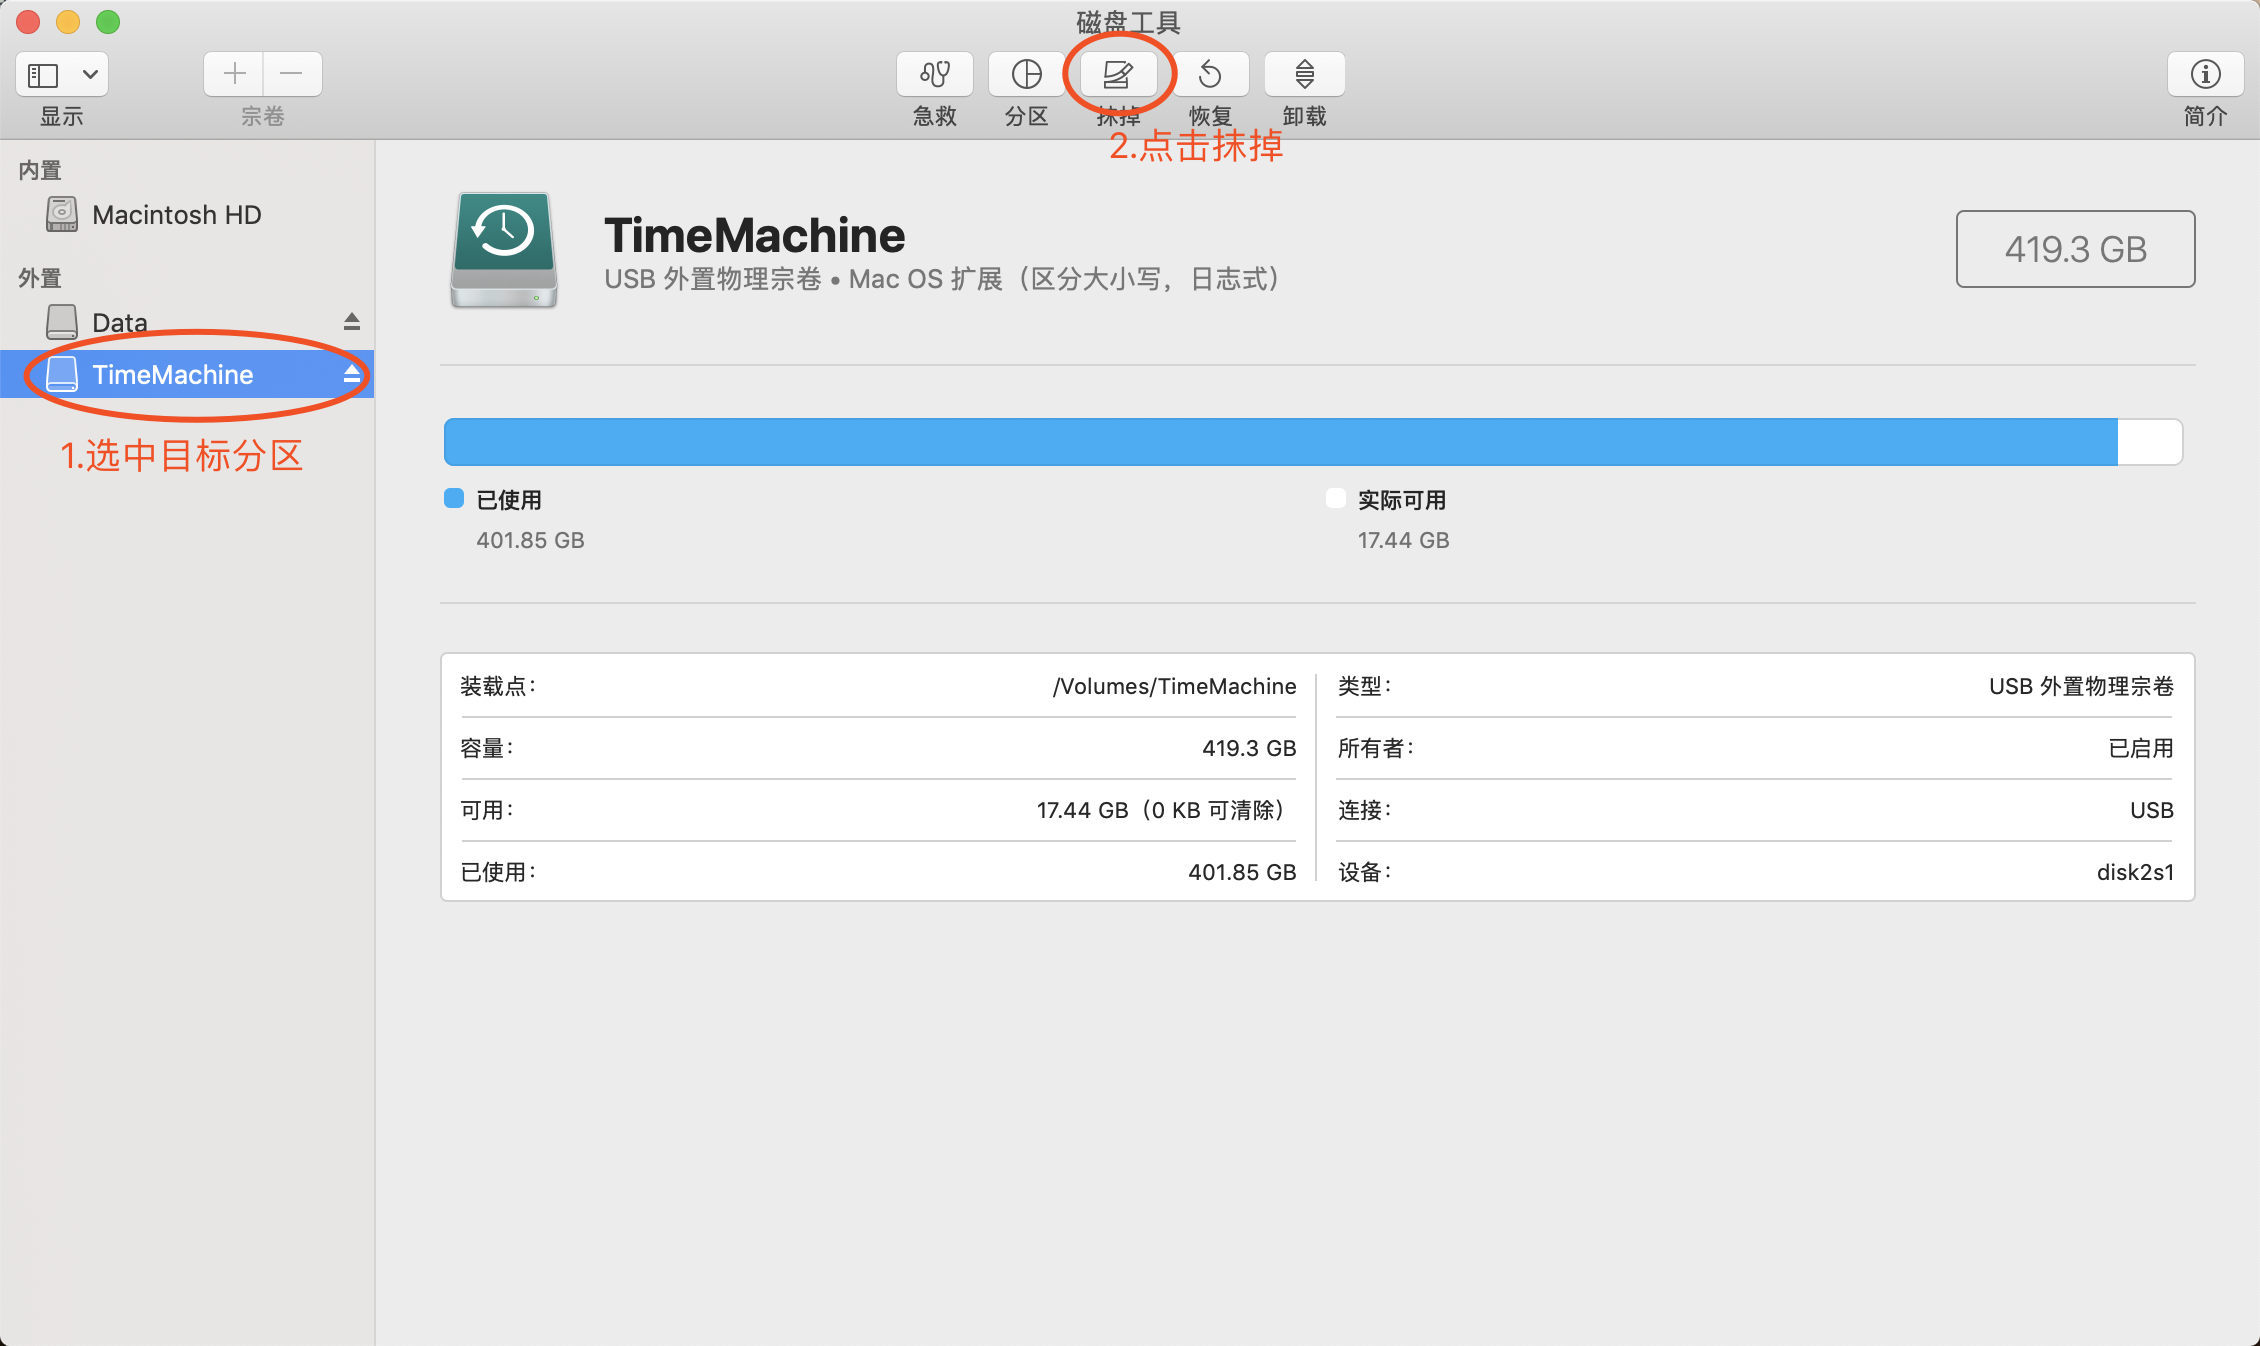 磁盘工具
显示
宗卷
急救
分区
抹掉
恢复
卸载
简介
2.点击抹掉
内置
Macintosh HD
外置
Data
TimeMachine
1.选中目标分区
TimeMachine
USB 外置物理宗卷 • Mac OS 扩展（区分大小写，日志式）
419.3 GB
已使用
401.85 GB
实际可用
17.44 GB
装载点： /Volumes/TimeMachine
类型： USB 外置物理宗卷
容量： 419.3 GB
所有者： 已启用
可用： 17.44 GB（0 KB 可清除）
连接： USB
已使用： 401.85 GB
设备： disk2s1